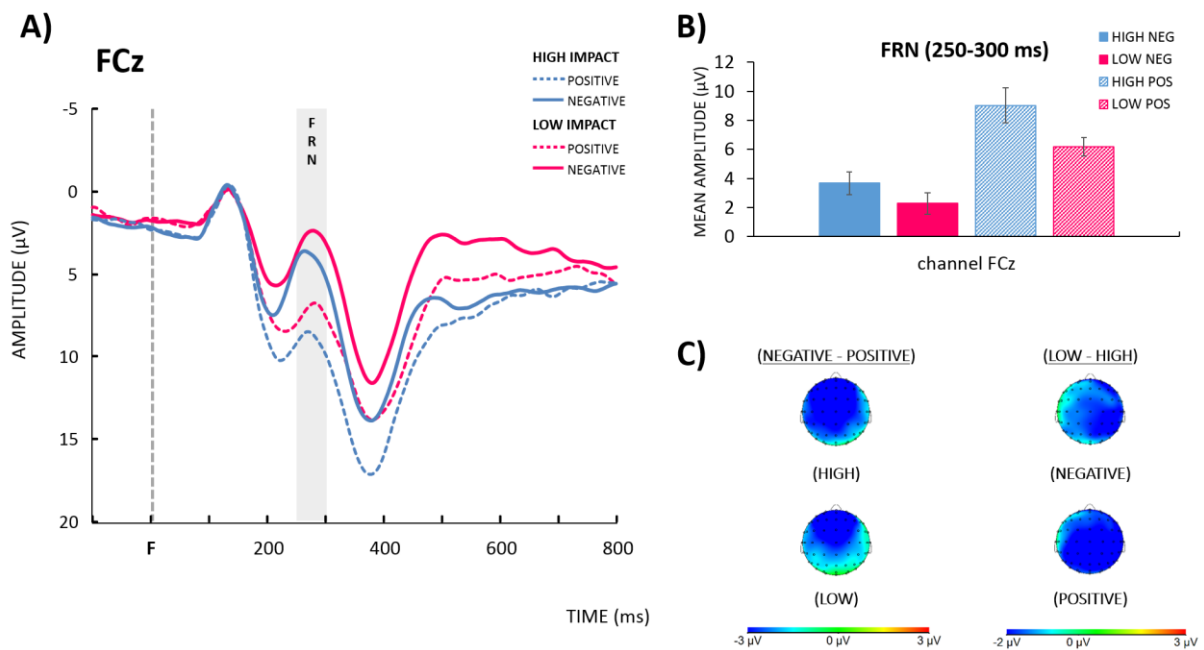 A)
FCz
HIGH IMPACT
POSITIVE
NEGATIVE
LOW IMPACT
POSITIVE
NEGATIVE
F
R
N
AMPLITUDE (µV)
-5
0
5
10
15
20
F
200
400
600
800
TIME (ms)
B)
FRN (250-300 ms)
HIGH NEG
LOW NEG
HIGH POS
LOW POS
MEAN AMPLITUDE (µV)
12
10
8
6
4
2
0
channel FCz
C)
(NEGATIVE - POSITIVE)
(LOW - HIGH)
(HIGH)
(NEGATIVE)
(LOW)
(POSITIVE)
-3 µV 0 µV 3 µV
-2 µV 0 µV 3 µV